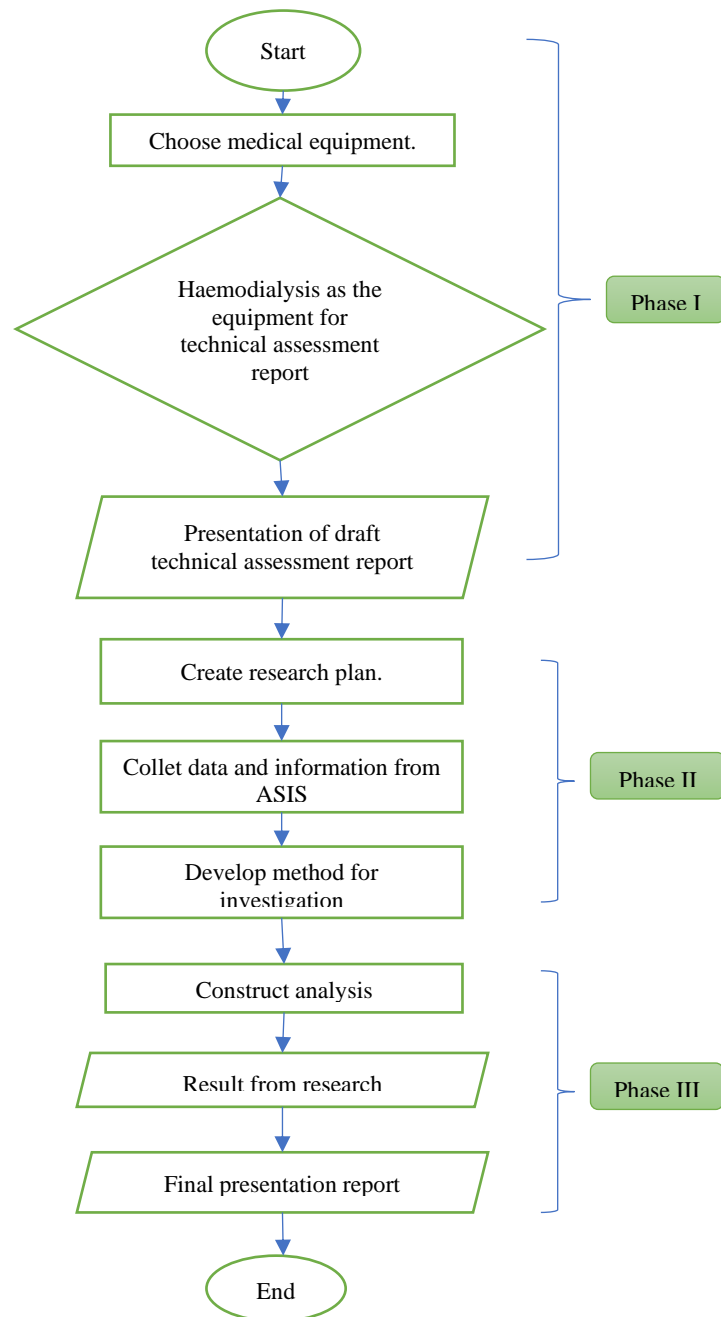 Start
Choose medical equipment.
Haemodialysis as the
equipment for
technical assessment
report
Phase I
Presentation of draft
technical assessment report
Create research plan.
Collet data and information from
ASIS
Phase II
Develop method for
investigation
Construct analysis
Result from research
Phase III
Final presentation report
End